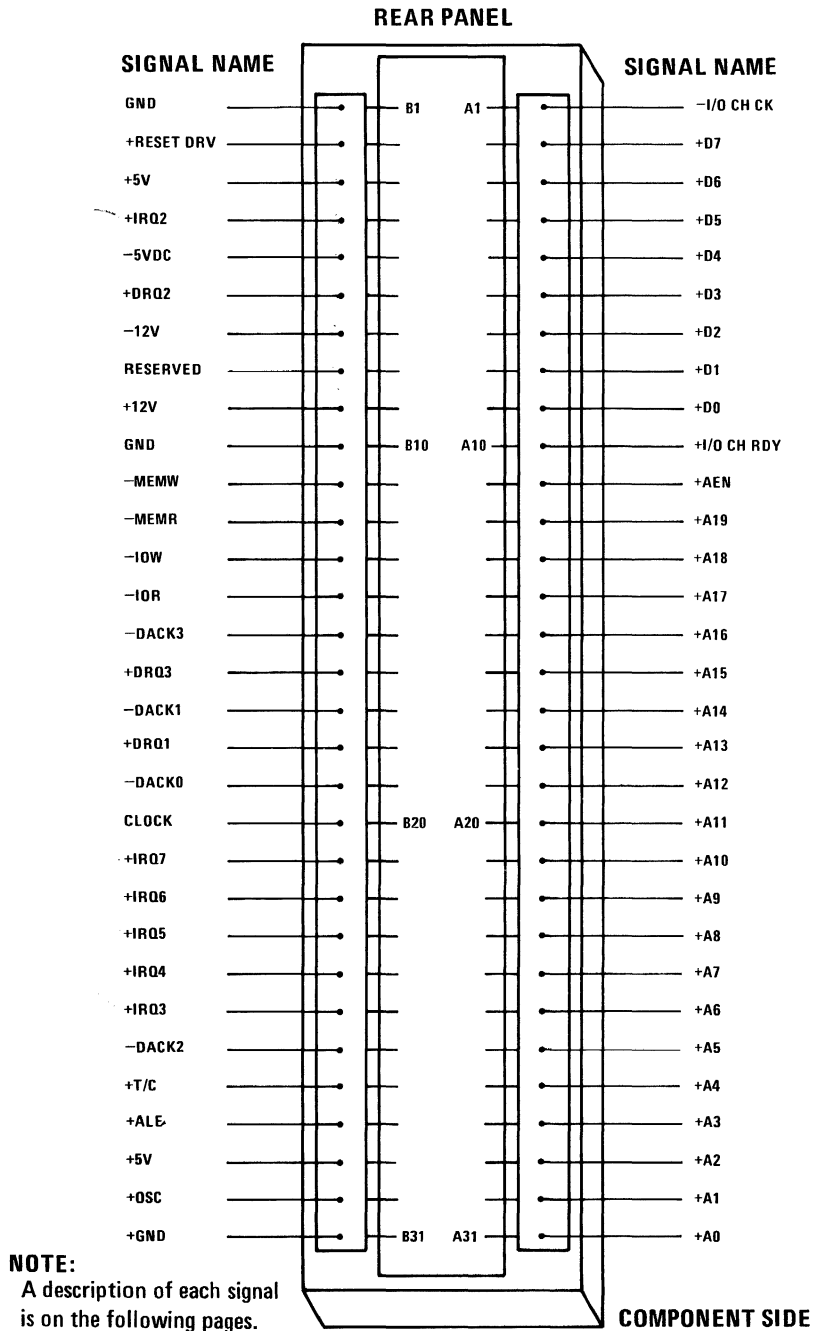 REAR PANEL
SIGNAL NAME SIGNAL NAME
GND B1 A1 −I/O CH CK
+RESET DRV +D7
+5V +D6
+IRQ2 +D5
−5VDC +D4
+DRQ2 +D3
−12V +D2
RESERVED +D1
+12V +D0
GND B10 A10 +I/O CH RDY
−MEMW +AEN
−MEMR +A19
−IOW +A18
−IOR +A17
−DACK3 +A16
+DRQ3 +A15
−DACK1 +A14
+DRQ1 +A13
−DACK0 +A12
CLOCK B20 A20 +A11
+IRQ7 +A10
+IRQ6 +A9
+IRQ5 +A8
+IRQ4 +A7
+IRQ3 +A6
−DACK2 +A5
+T/C +A4
+ALE +A3
+5V +A2
+OSC +A1
+GND B31 A31 +A0
NOTE:
A description of each signal
is on the following pages.
COMPONENT SIDE